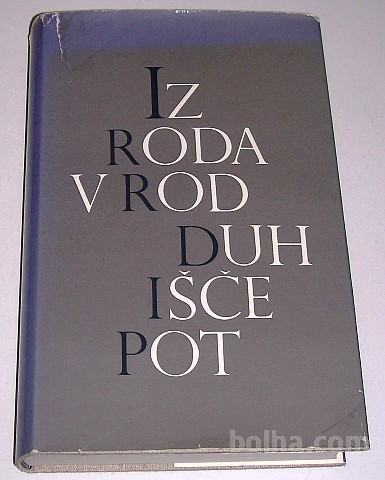 IZ
RODA
V ROD
DUH
IŠČE
POT
bolha.com